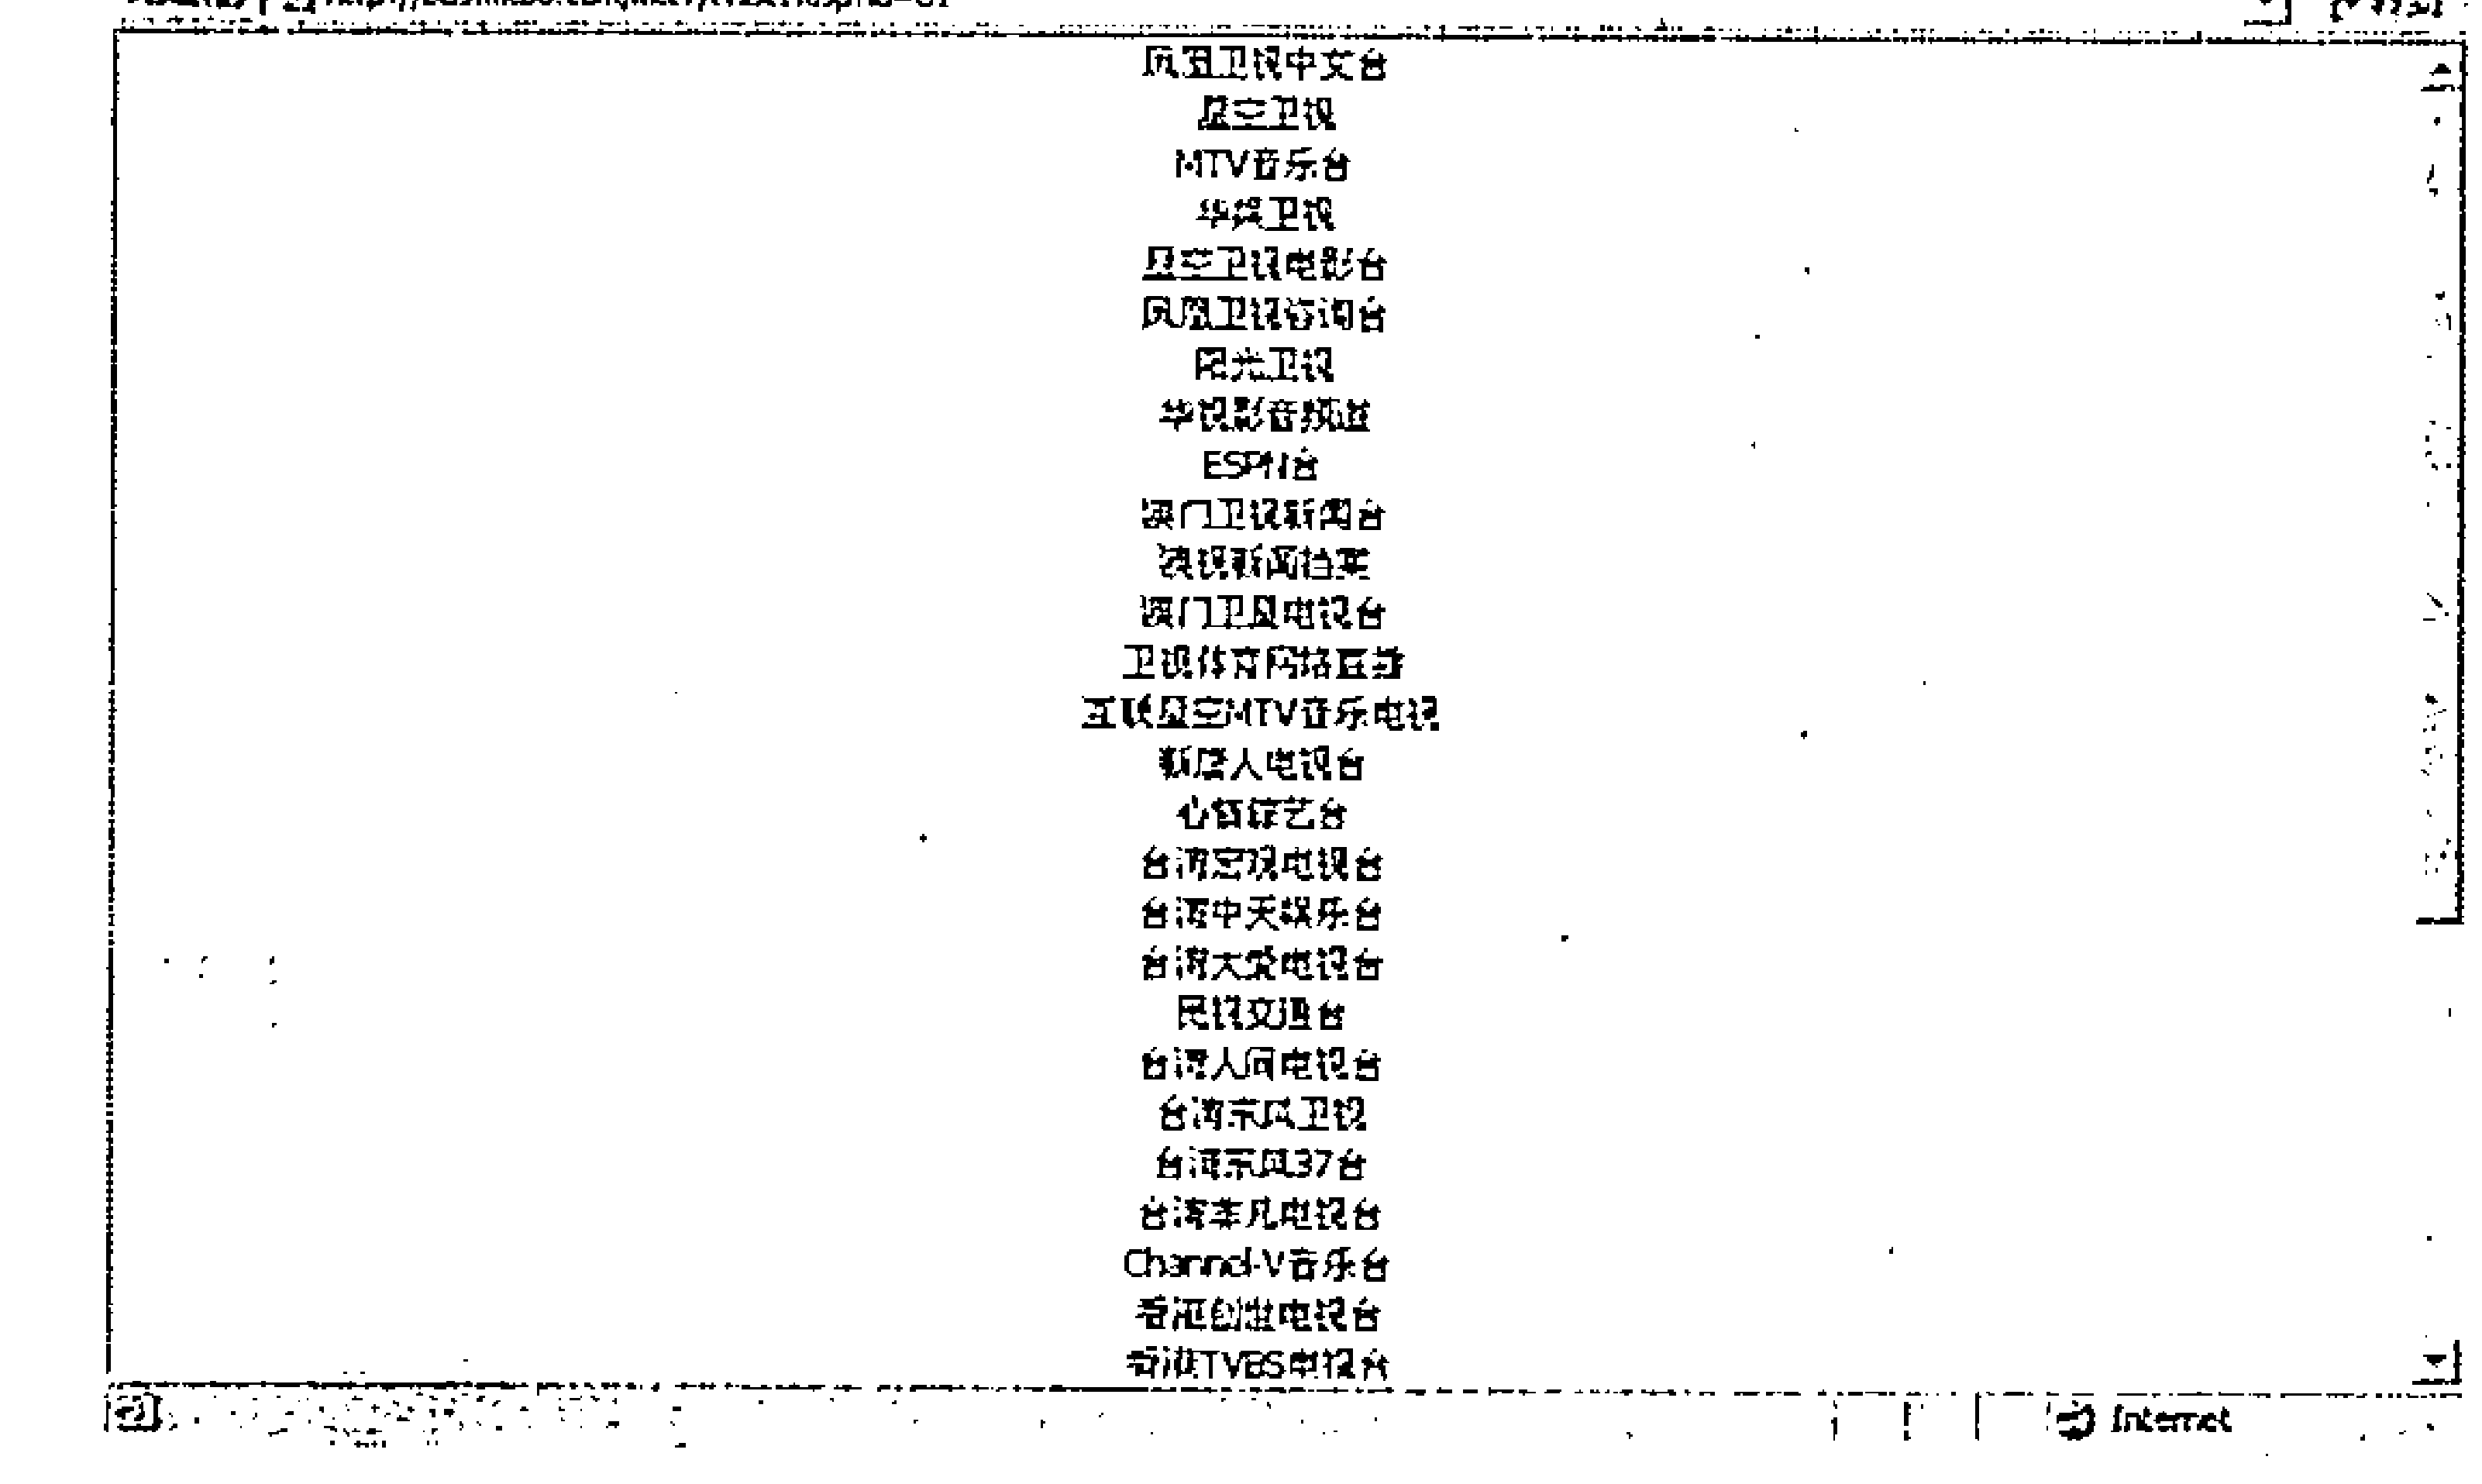 凤凰卫视中文台
星空卫视
MTV音乐台
华娱卫视
星空卫视电影台
凤凰卫视咨询台
阳光卫视
华视影音频道
ESPN台
澳门卫视新闻台
新闻档案
澳门卫星电视台
卫视体育网络直播
互联星空MTV音乐电视
新唐人电视台
心智综艺台
台湾宏观电视台
台湾中天娱乐台
台湾大爱电视台
民视交通台
台湾人间电视台
台湾东风卫视
台湾东风37台
台湾非凡电视台
Channel-V音乐台
香港创世电视台
香港TVBS电视台
Internet